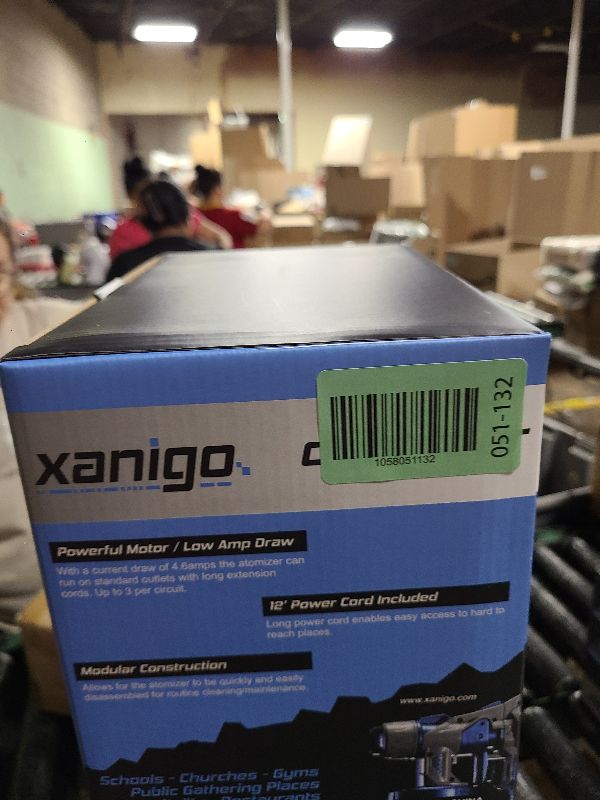 xanigo
1058051132
051-132
Powerful Motor / Low Amp Draw
With a current draw of 4.6amps the atomizer can
run on standard outlets with long extension
cords. Up to 3 per circuit.
12' Power Cord Included
Long power cord enables easy access to hard to
reach places.
Modular Construction
Allows for the atomizer to be quickly and easily
disassembled for routine cleaning/maintenance.
www.xanigo.com
Schools - Churches - Gyms
Public Gathering Places
Restaurants